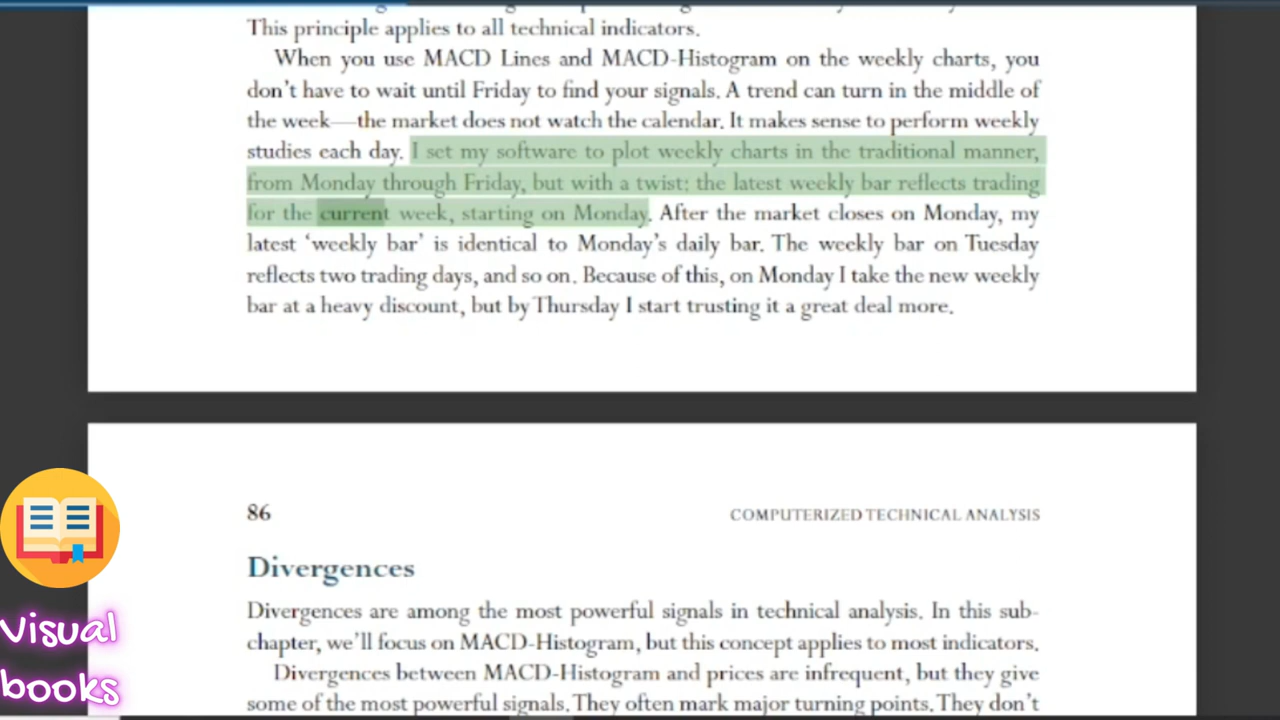 This principle applies to all technical indicators.
When you use MACD Lines and MACD-Histogram on the weekly charts, you
don't have to wait until Friday to find your signals. A trend can turn in the middle of
the week—the market does not watch the calendar. It makes sense to perform weekly
studies each day. I set my software to plot weekly charts in the traditional manner,
from Monday through Friday, but with a twist: the latest weekly bar reflects trading
for the current week, starting on Monday. After the market closes on Monday, my
latest 'weekly bar' is identical to Monday's daily bar. The weekly bar on Tuesday
reflects two trading days, and so on. Because of this, on Monday I take the new weekly
bar at a heavy discount, but by Thursday I start trusting it a great deal more.
86 COMPUTERIZED TECHNICAL ANALYSIS
Divergences
Divergences are among the most powerful signals in technical analysis. In this sub-
chapter, we'll focus on MACD-Histogram, but this concept applies to most indicators.
Divergences between MACD-Histogram and prices are infrequent, but they give
some of the most powerful signals. They often mark major turning points. They don't
Visual
books